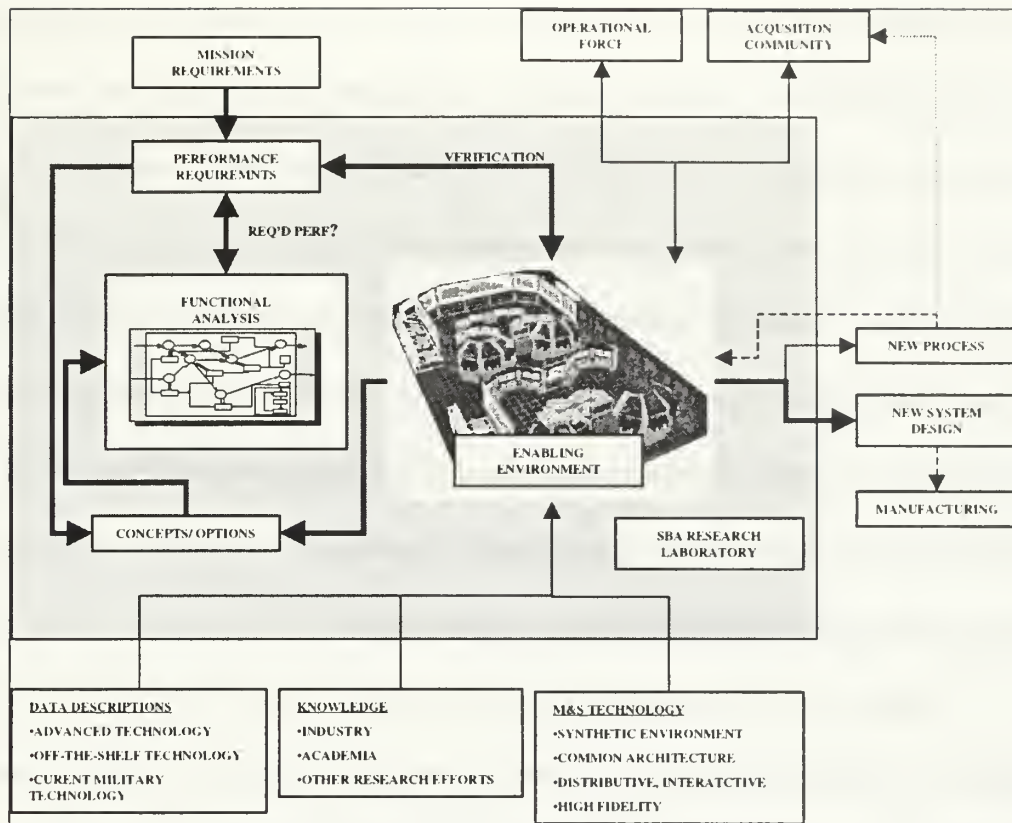 MISSION
REQUIREMENTS
OPERATIONAL
FORCE
ACQUSIITON
COMMUNITY
PERFORMANCE
REQUIREMNTS
VERIFICATION
REQ'D PERF?
FUNCTIONAL
ANALYSIS
NEW PROCESS
NEW SYSTEM
DESIGN
ENABLING
ENVIRONMENT
MANUFACTURING
CONCEPTS/ OPTIONS
SBA RESEARCH
LABORATORY
DATA DESCRIPTIONS
•ADVANCED TECHNOLOGY
•OFF-THE-SHELF TECHNOLOGY
•CURENT MILITARY
TECHNOLOGY
KNOWLEDGE
•INDUSTRY
•ACADEMIA
•OTHER RESEARCH EFFORTS
M&S TECHNOLOGY
•SYNTHETIC ENVIRONMENT
•COMMON ARCHITECTURE
•DISTRIBUTIVE, INTERATCTIVE
•HIGH FIDELITY